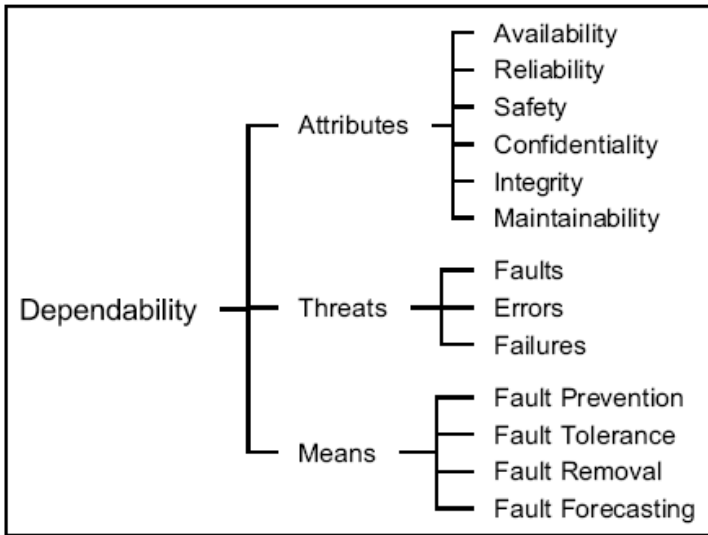 Dependability
Attributes
Availability
Reliability
Safety
Confidentiality
Integrity
Maintainability
Threats
Faults
Errors
Failures
Means
Fault Prevention
Fault Tolerance
Fault Removal
Fault Forecasting